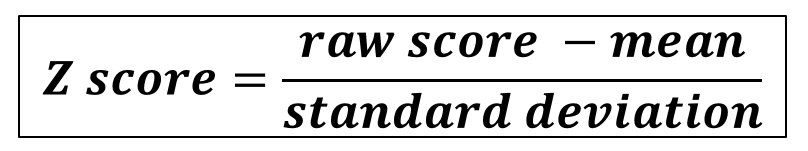 Z score = raw score − mean / standard deviation